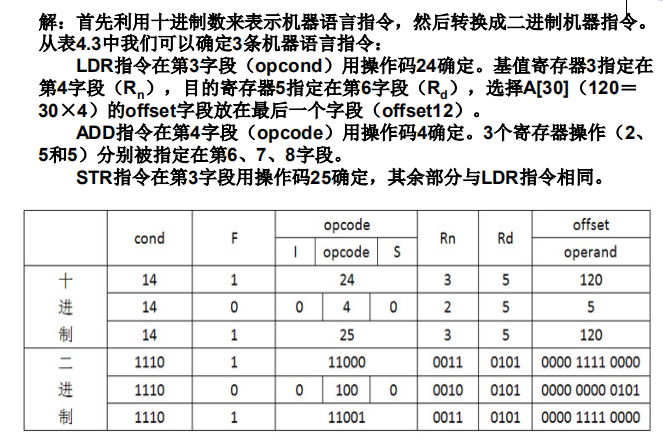 解：首先利用十进制数来表示机器语言指令，然后转换成二进制机器指令。
从表4.3中我们可以确定3条机器语言指令：
LDR指令在第3字段（opcond）用操作码24确定。基值寄存器3指定在
第4字段（Rn），目的寄存器5指定在第6字段（Rd），选择A[30]（120＝
30×4）的offset字段放在最后一个字段（offset12）。
ADD指令在第4字段（opcode）用操作码4确定。3个寄存器操作（2、
5和5）分别被指定在第6、7、8字段。
STR指令在第3字段用操作码25确定，其余部分与LDR指令相同。
cond F opcode Rn Rd offset
I opcode S operand
十 14 1 24 3 5 120
进 14 0 0 4 0 2 5 5
制 14 1 25 3 5 120
二 1110 1 11000 0011 0101 0000 1111 0000
进 1110 0 0 100 0 0010 0101 0000 0000 0101
制 1110 1 11001 0011 0101 0000 1111 0000